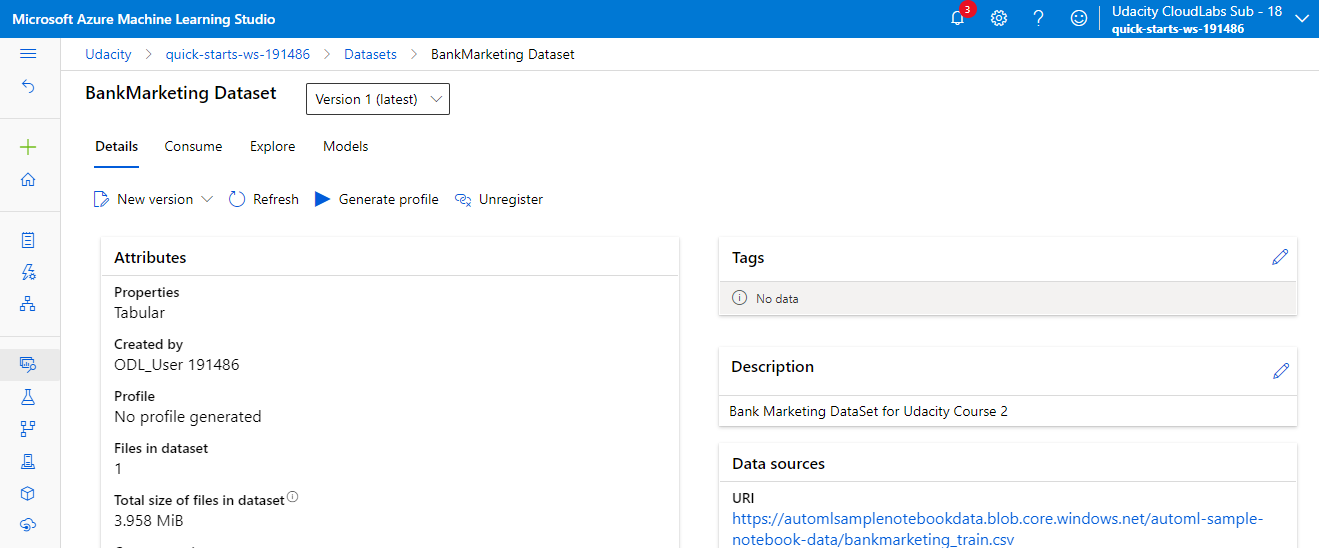 Microsoft Azure Machine Learning Studio
3
Udacity CloudLabs Sub - 18
quick-starts-ws-191486
Udacity > quick-starts-ws-191486 > Datasets > BankMarketing Dataset
BankMarketing Dataset
Version 1 (latest)
Details Consume Explore Models
New version Refresh Generate profile Unregister
Attributes
Properties
Tabular
Created by
ODL_User 191486
Profile
No profile generated
Files in dataset
1
Total size of files in dataset
3.958 MiB
Tags
No data
Description
Bank Marketing DataSet for Udacity Course 2
Data sources
URI
https://automlsamplenotebookdata.blob.core.windows.net/automl-sample-
notebook-data/bankmarketing_train.csv